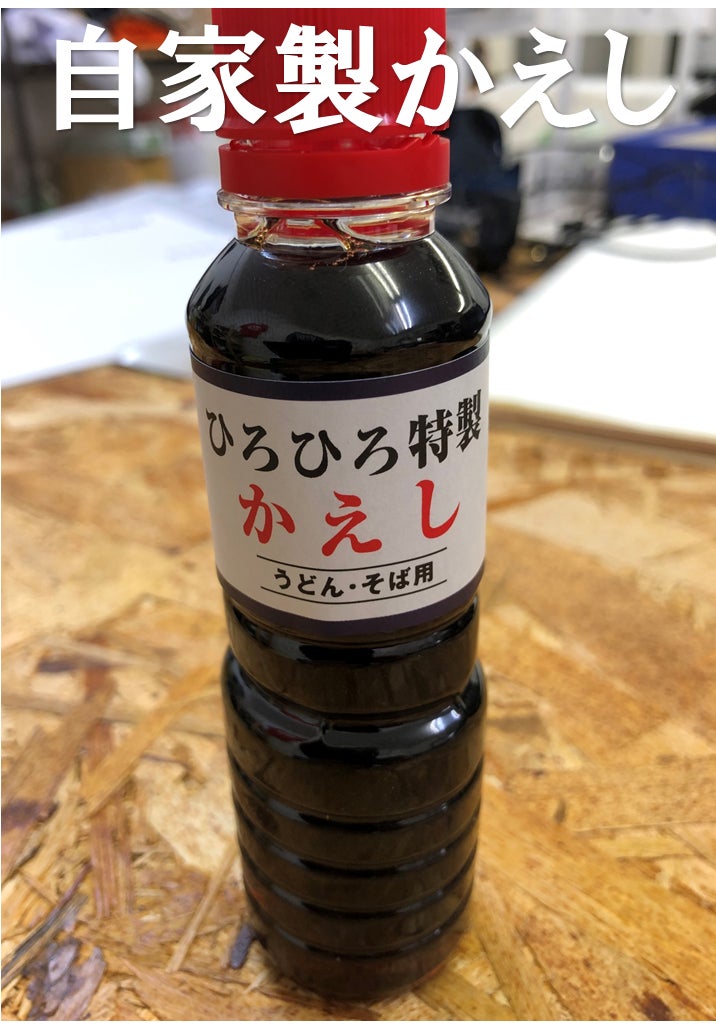 自家製かえし
ひろひろ特製
かえし
うどん・そば用